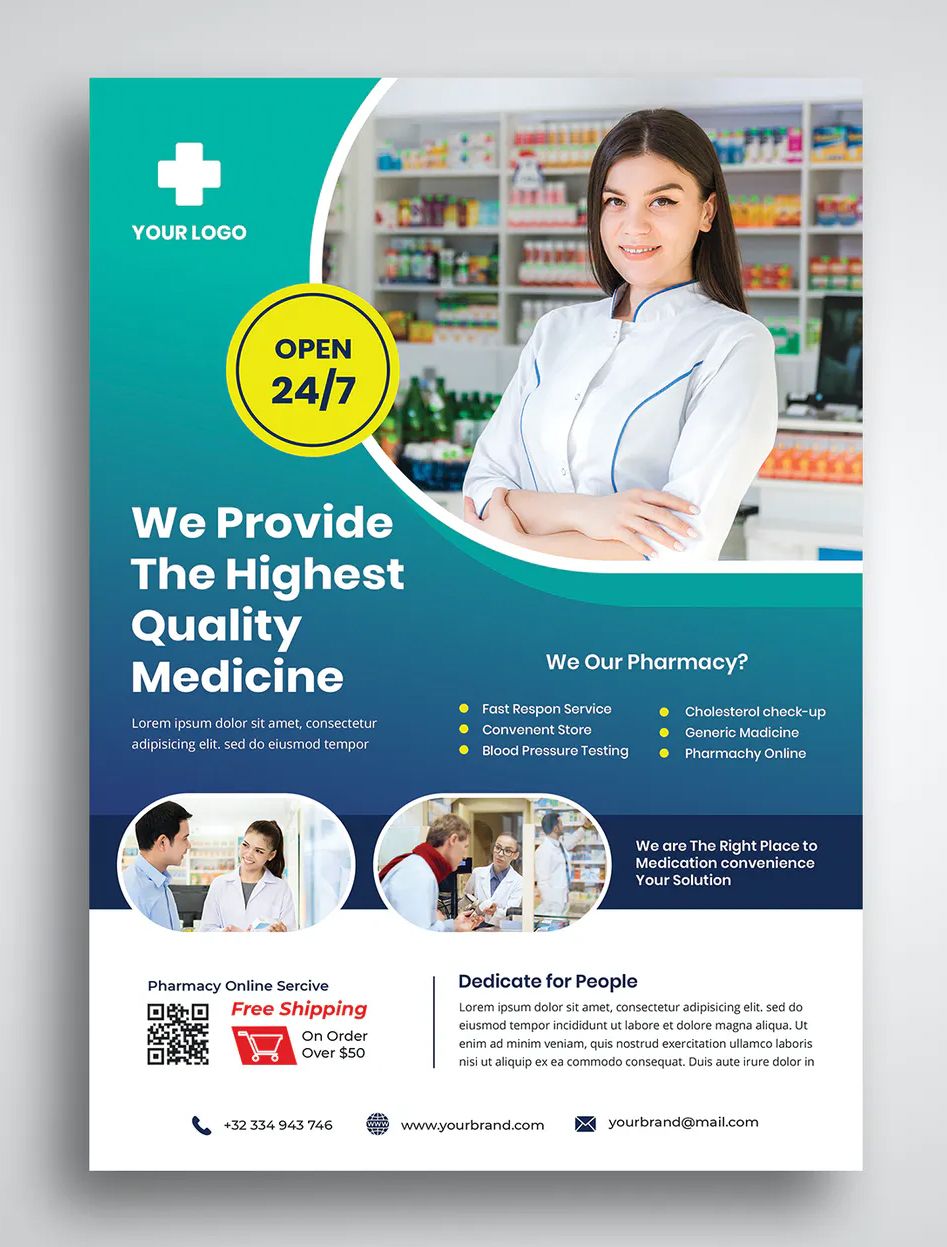 YOUR LOGO
OPEN
24/7
We Provide
The Highest
Quality
Medicine
Lorem ipsum dolor sit amet, consectetur
adipisicing elit. sed do eiusmod tempor
We Our Pharmacy?
Fast Respon Service
Convenent Store
Blood Pressure Testing
Cholesterol check-up
Generic Madicine
Pharmachy Online
We are The Right Place to
Medication convenience
Your Solution
Pharmacy Online Sercive
Free Shipping
On Order
Over $50
Dedicate for People
Lorem ipsum dolor sit amet, consectetur adipisicing elit. sed do
eiusmod tempor incididunt ut labore et dolore magna aliqua. Ut
enim ad minim veniam, quis nostrud exercitation ullamco laboris
nisi ut aliquip ex ea commodo consequat. Duis aute irure dolor in
+32 334 943 746
www
www.yourbrand.com
yourbrand@mail.com